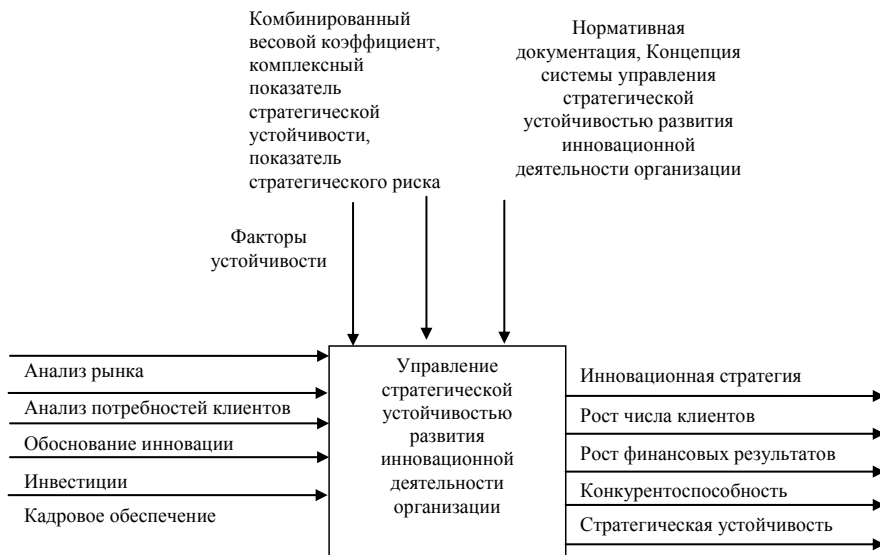 Комбинированный
весовой коэффициент,
комплексный
показатель
стратегической
устойчивости,
показатель
стратегического риска
Нормативная
документация, Концепция
системы управления
стратегической
устойчивостью развития
инновационной
деятельности организации
Факторы
устойчивости
Анализ рынка
Анализ потребностей клиентов
Обоснование инновации
Инвестиции
Кадровое обеспечение
Управление
стратегической
устойчивостью
развития
инновационной
деятельности
организации
Инновационная стратегия
Рост числа клиентов
Рост финансовых результатов
Конкурентоспособность
Стратегическая устойчивость